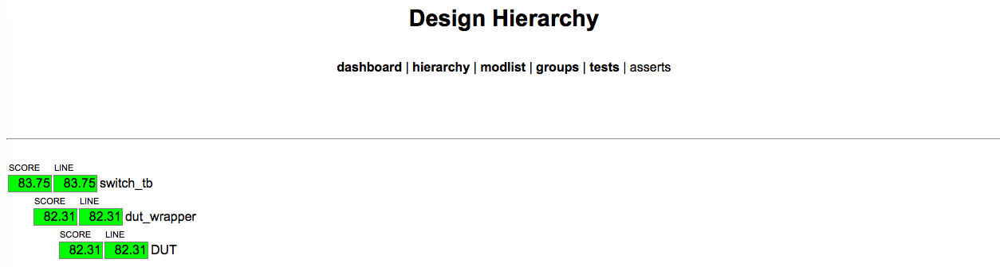 Design Hierarchy
dashboard | hierarchy | modlist | groups | tests | asserts
SCORE LINE
83.75 83.75 switch_tb
SCORE LINE
82.31 82.31 dut_wrapper
SCORE LINE
82.31 82.31 DUT